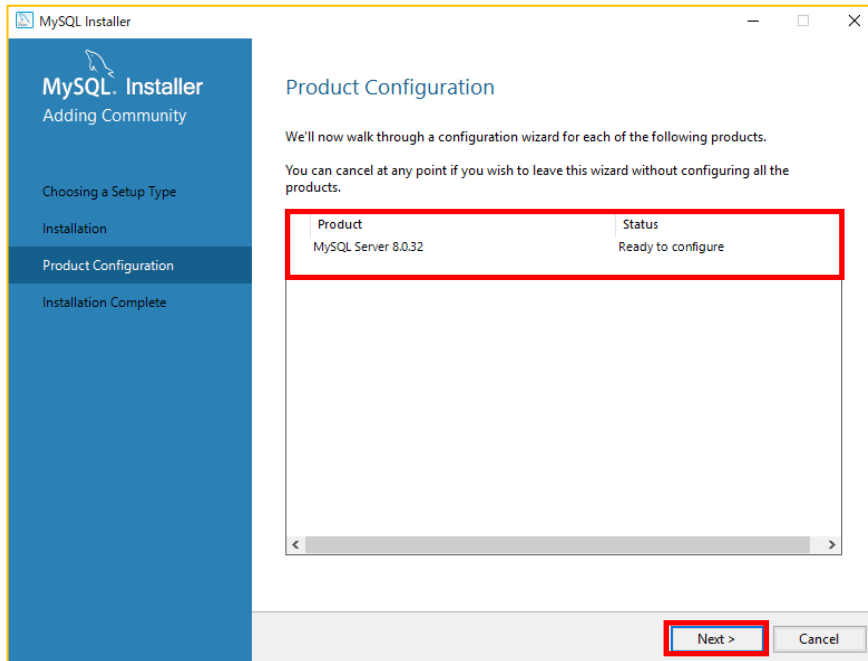 MySQL Installer
MySQL. Installer
Adding Community
Choosing a Setup Type
Installation
Product Configuration
Installation Complete
Product Configuration
We'll now walk through a configuration wizard for each of the following products.
You can cancel at any point if you wish to leave this wizard without configuring all the
products.
Product Status
MySQL Server 8.0.32 Ready to configure
Next > Cancel